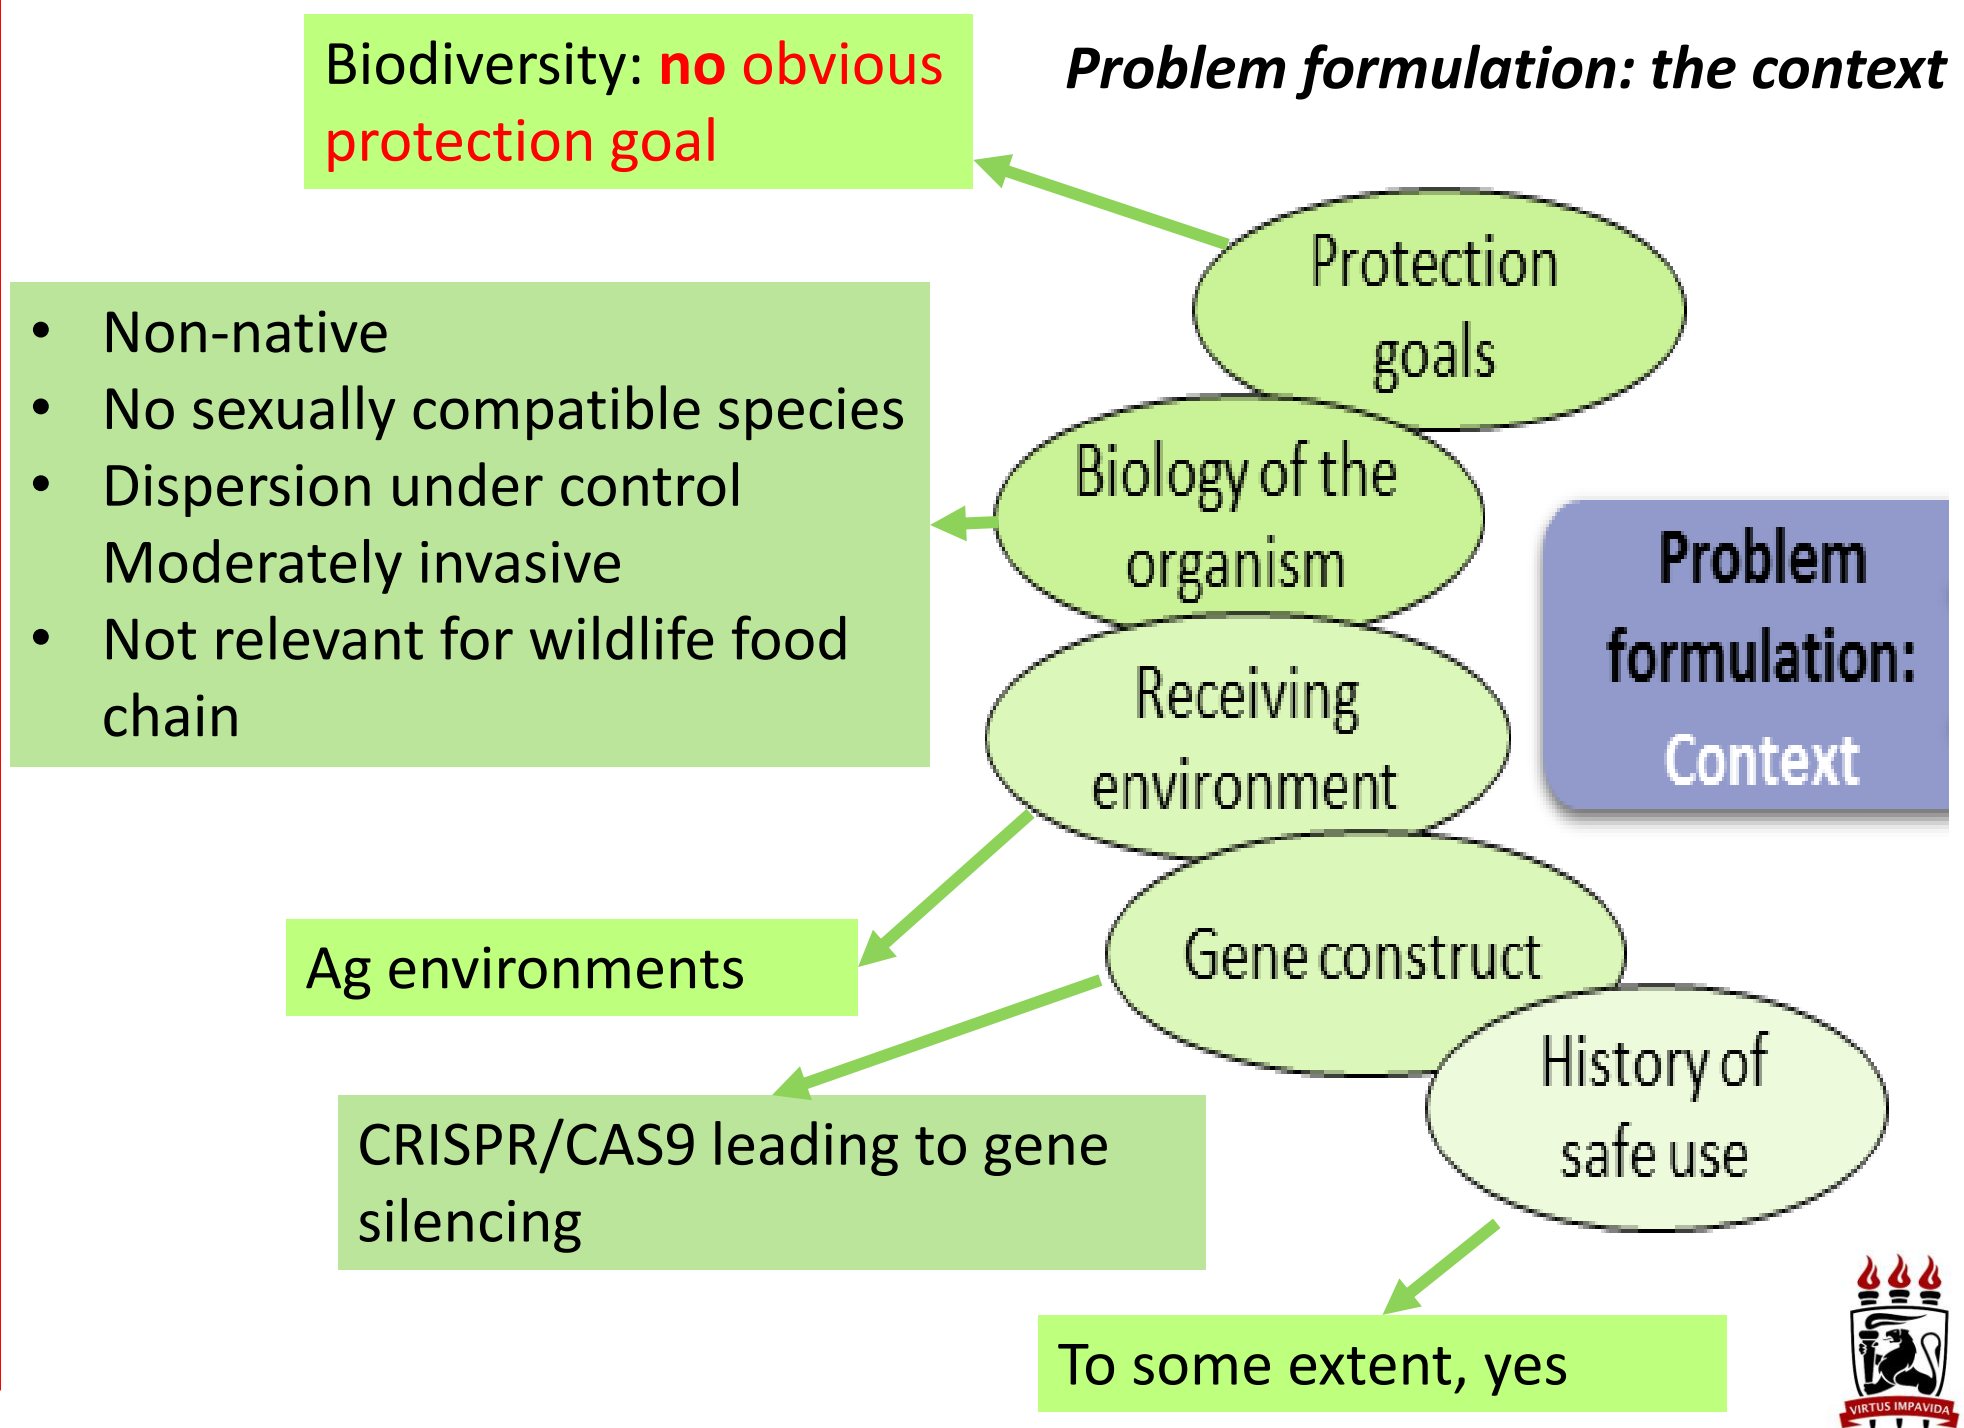 Problem formulation: the context
Biodiversity: no obvious
protection goal
Protection
goals
• Non-native
• No sexually compatible species
• Dispersion under control
Moderately invasive
• Not relevant for wildlife food
chain
Biology of the
organism
Problem
formulation:
Context
Receiving
environment
Ag environments
Gene construct
CRISPR/CAS9 leading to gene
silencing
History of
safe use
To some extent, yes
VIRTUS IMPAVIDA